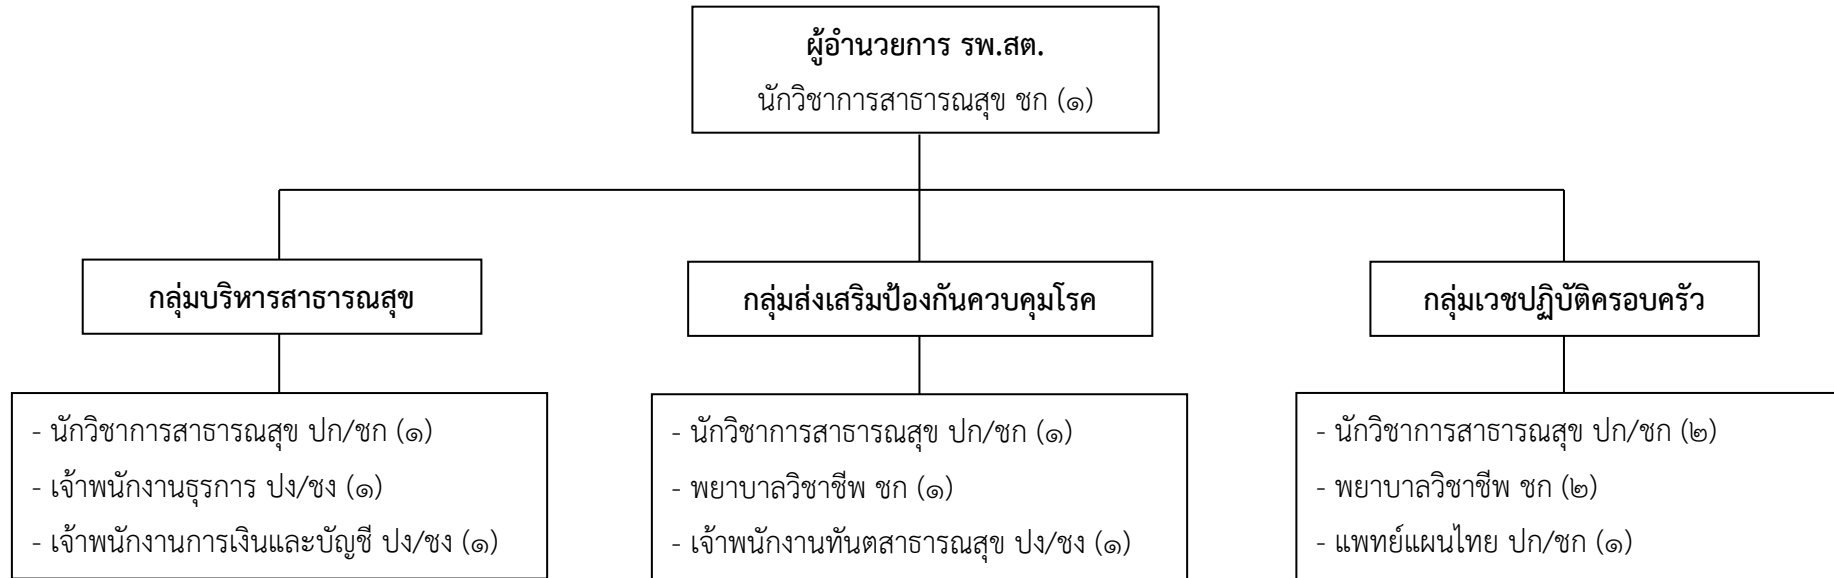 ผู้อำนวยการ รพ.สต.
นักวิชาการสาธารณสุข ชก (๑)
กลุ่มบริหารสาธารณสุข
กลุ่มส่งเสริมป้องกันควบคุมโรค
กลุ่มเวชปฏิบัติครอบครัว
- นักวิชาการสาธารณสุข ปก/ชก (๑)
- เจ้าพนักงานธุรการ ปง/ชง (๑)
- เจ้าพนักงานการเงินและบัญชี ปง/ชง (๑)
- นักวิชาการสาธารณสุข ปก/ชก (๑)
- พยาบาลวิชาชีพ ชก (๑)
- เจ้าพนักงานทันตสาธารณสุข ปง/ชง (๑)
- นักวิชาการสาธารณสุข ปก/ชก (๒)
- พยาบาลวิชาชีพ ชก (๒)
- แพทย์แผนไทย ปก/ชก (๑)